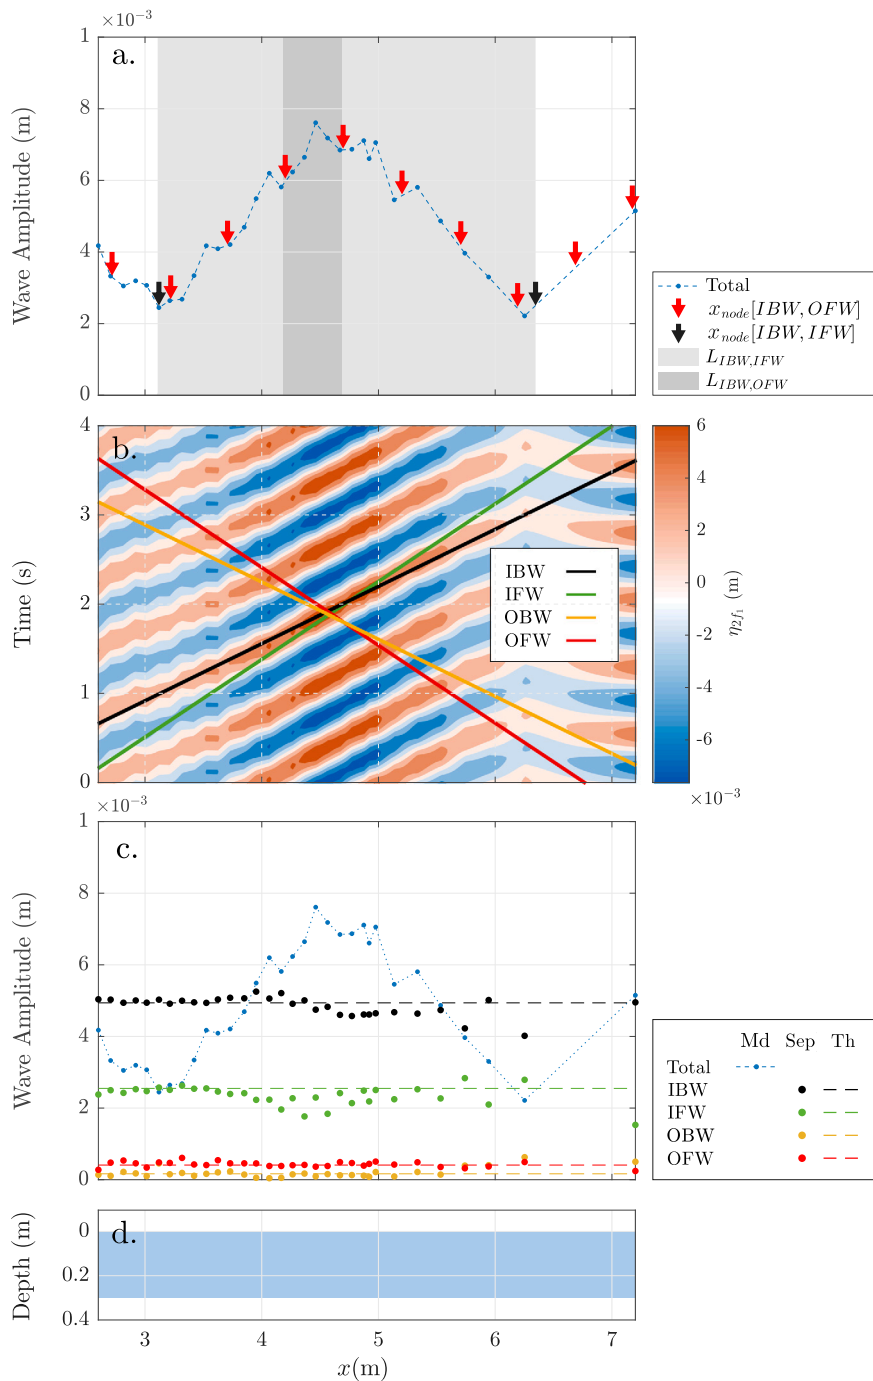 ×10⁻³
1
8
6
4
2
0
Wave Amplitude (m)
a.
Total
x_node[IBW, OFW]
x_node[IBW, IFW]
L_IBW,IFW
L_IBW,OFW
4
3
2
1
0
Time (s)
b.
IBW
IFW
OBW
OFW
6
4
2
0
-2
-4
-6
η_2f₁ (m)
×10⁻³
×10⁻³
1
8
6
4
2
0
Wave Amplitude (m)
c.
Md Sep Th
Total
IBW
IFW
OBW
OFW
0
0.2
0.4
Depth (m)
d.
3 4 5 6 7
x(m)